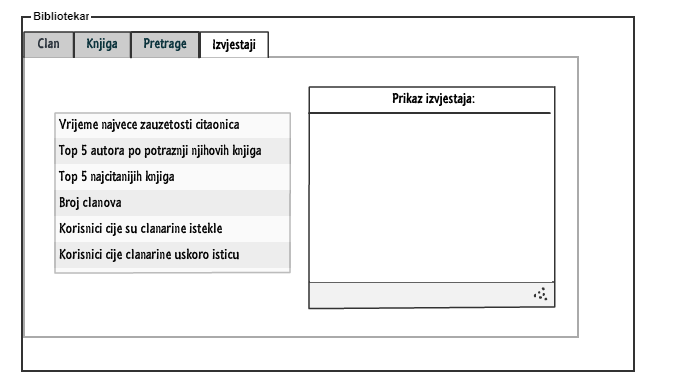 Bibliotekar
Clan
Knjiga
Pretrage
Izvjestaji
Vrijeme najvece zauzetosti citaonica
Top 5 autora po potraznji njihovih knjiga
Top 5 najcitanijih knjiga
Broj clanova
Korisnici cije su clanarine istekle
Korisnici cije clanarine uskoro isticu
Prikaz izvjestaja: